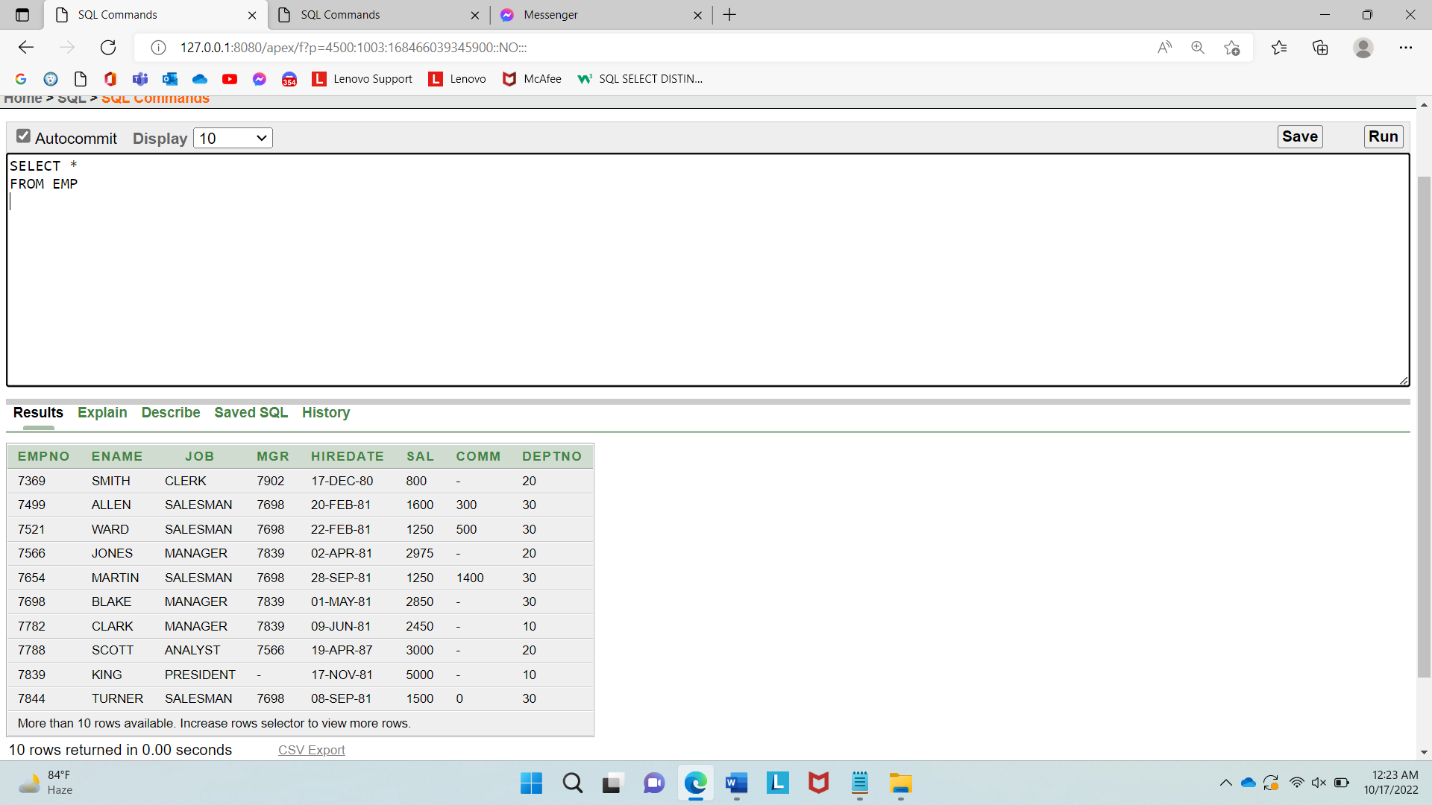 SQL Commands SQL Commands Messenger
127.0.0.1:8080/apex/f?p=4500:1003:168466039345900::NO:::
354 L Lenovo Support L Lenovo McAfee SQL SELECT DISTIN...
Home > SQL > SQL Commands
Autocommit Display 10 Save Run
SELECT *
FROM EMP
Results Explain Describe Saved SQL History
EMPNO ENAME JOB MGR HIREDATE SAL COMM DEPTNO
7369 SMITH CLERK 7902 17-DEC-80 800 - 20
7499 ALLEN SALESMAN 7698 20-FEB-81 1600 300 30
7521 WARD SALESMAN 7698 22-FEB-81 1250 500 30
7566 JONES MANAGER 7839 02-APR-81 2975 - 20
7654 MARTIN SALESMAN 7698 28-SEP-81 1250 1400 30
7698 BLAKE MANAGER 7839 01-MAY-81 2850 - 30
7782 CLARK MANAGER 7839 09-JUN-81 2450 - 10
7788 SCOTT ANALYST 7566 19-APR-87 3000 - 20
7839 KING PRESIDENT - 17-NOV-81 5000 - 10
7844 TURNER SALESMAN 7698 08-SEP-81 1500 0 30
More than 10 rows available. Increase rows selector to view more rows.
10 rows returned in 0.00 seconds CSV Export
84°F
Haze
12:23 AM
10/17/2022